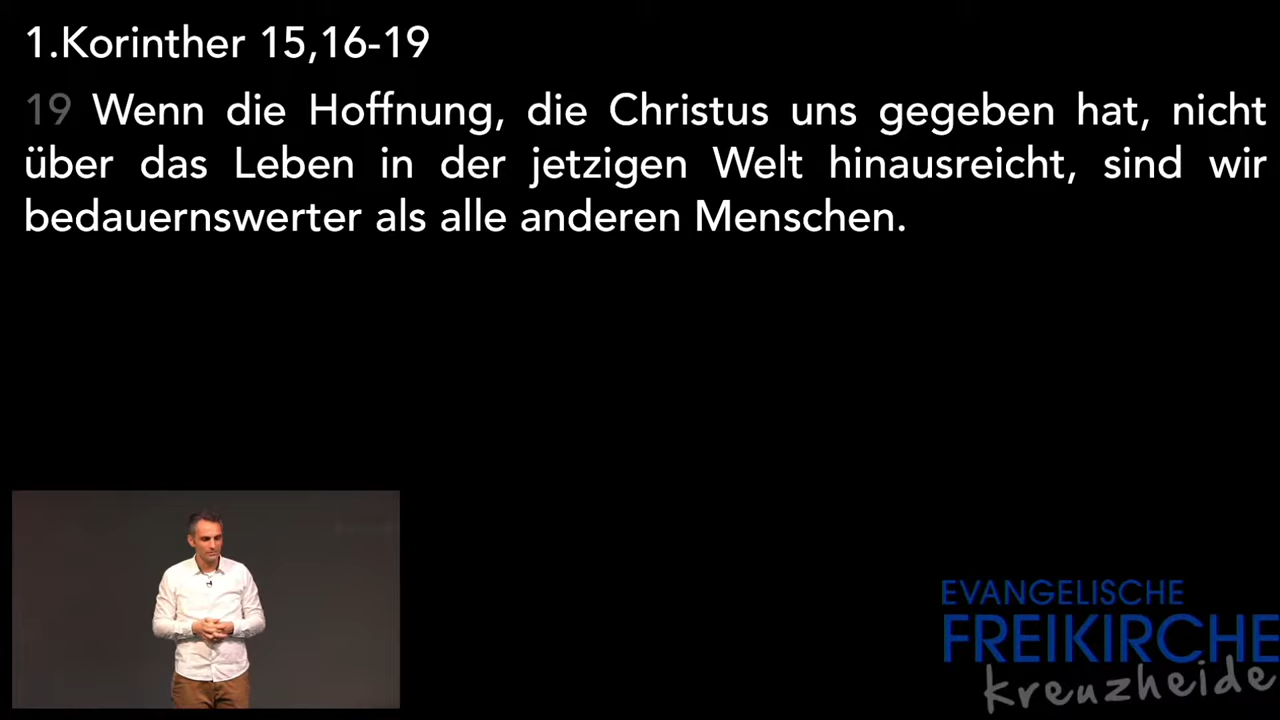 1.Korinther 15,16-19
19 Wenn die Hoffnung, die Christus uns gegeben hat, nicht
über das Leben in der jetzigen Welt hinausreicht, sind wir
bedauernswerter als alle anderen Menschen.
EVANGELISCHE
FREIKIRCHE
kreuzheide